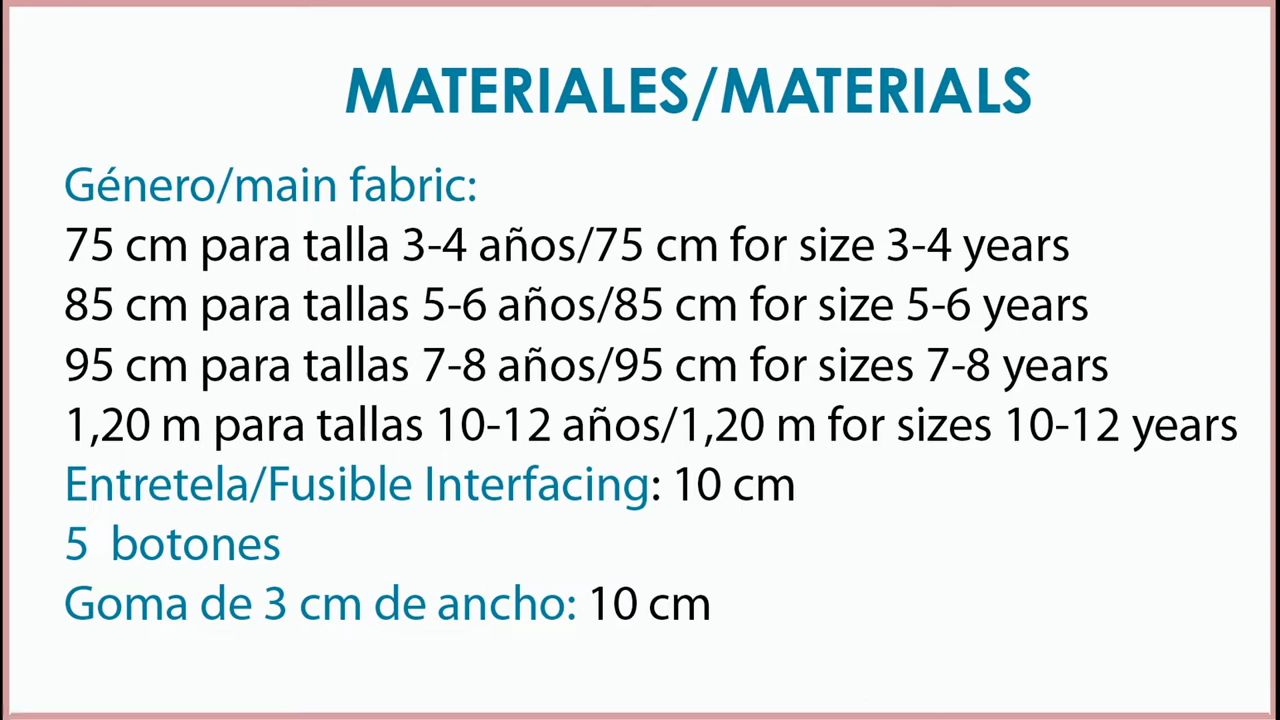 MATERIALES/MATERIALS
Género/main fabric:
75 cm para talla 3-4 años/75 cm for size 3-4 years
85 cm para tallas 5-6 años/85 cm for size 5-6 years
95 cm para tallas 7-8 años/95 cm for sizes 7-8 years
1,20 m para tallas 10-12 años/1,20 m for sizes 10-12 years
Entretela/Fusible Interfacing: 10 cm
5 botones
Goma de 3 cm de ancho: 10 cm